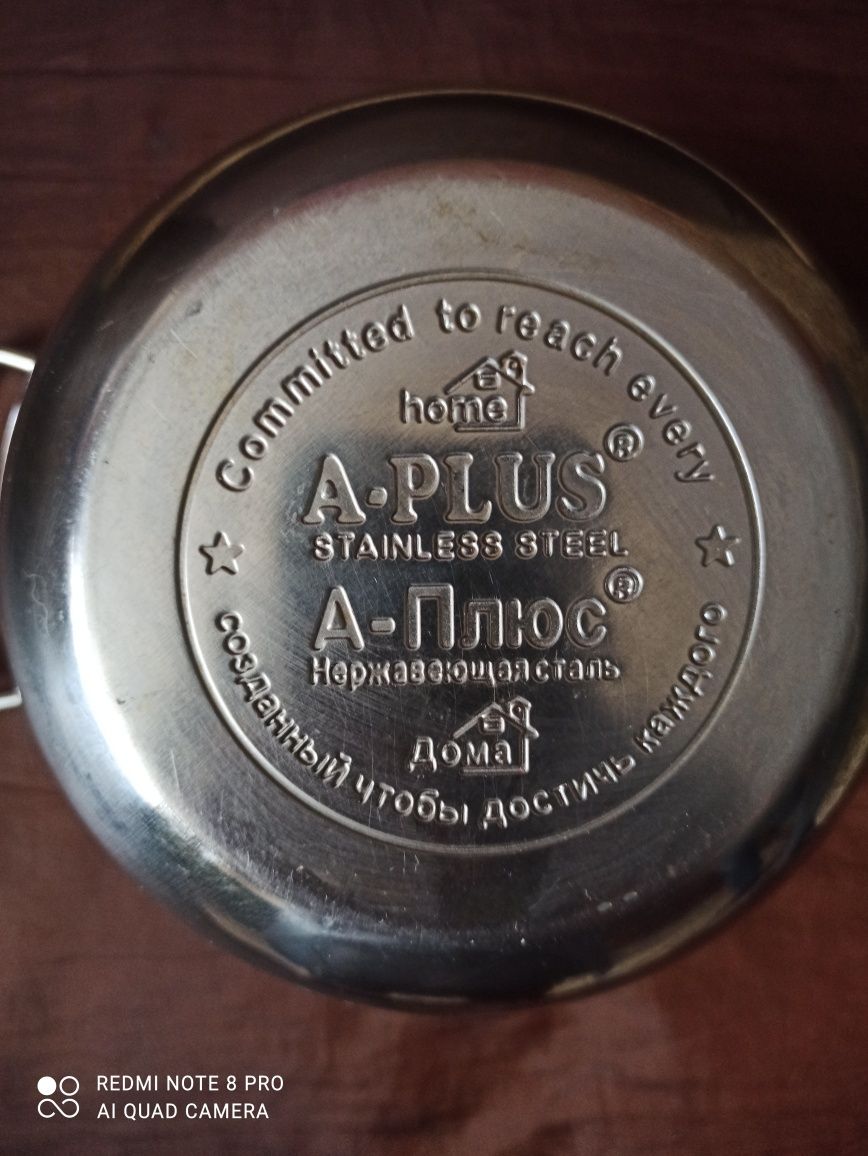 Committed to reach every
home
A-PLUS®
STAINLESS STEEL
А-Плюс®
Нержавеющая сталь
Дома
созданный чтобы достичь каждого
REDMI NOTE 8 PRO
AI QUAD CAMERA